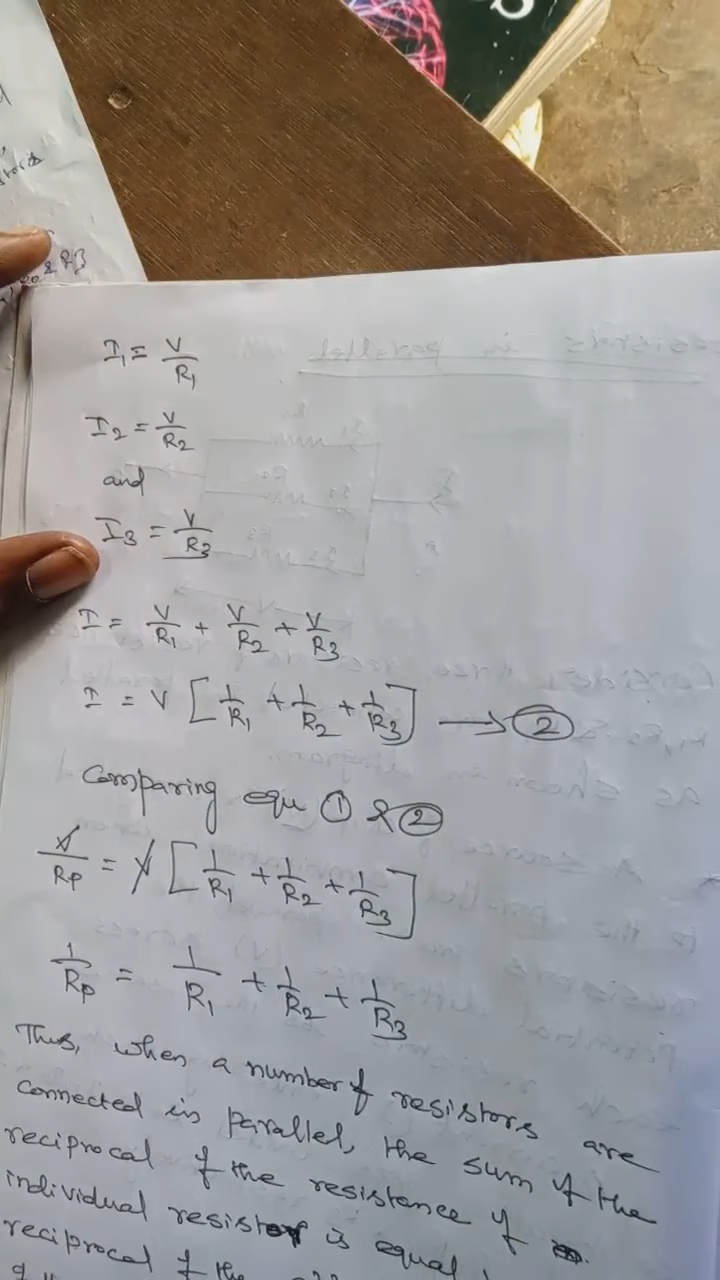 I₁ = V/R₁
I₂ = V/R₂
and
I₃ = V/R₃
I = V/R₁ + V/R₂ + V/R₃
I = V [1/R₁ + 1/R₂ + 1/R₃] → ②
Comparing equ ① & ②
V/Rp = V [1/R₁ + 1/R₂ + 1/R₃]
1/Rp = 1/R₁ + 1/R₂ + 1/R₃
Thus, when a number of resistors are
connected in parallel, the sum of the
reciprocal of the resistence of
individual resistor is equal
reciprocal of the